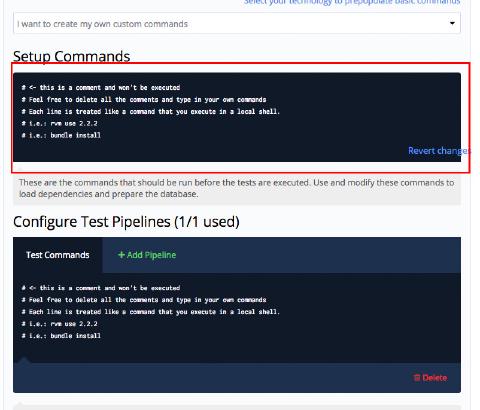 Select your technology to prepopulate basic commands
I want to create my own custom commands
Setup Commands
# <- this is a comment and won't be executed
# Feel free to delete all the comments and type in your own commands
# Each line is treated like a command that you execute in a local shell.
# i.e.: rvm use 2.2.2
# i.e.: bundle install
Revert changes
These are the commands that should be run before the tests are executed. Use and modify these commands to
load dependencies and prepare the database.
Configure Test Pipelines (1/1 used)
Test Commands
+ Add Pipeline
# <- this is a comment and won't be executed
# Feel free to delete all the comments and type in your own commands
# Each line is treated like a command that you execute in a local shell.
# i.e.: rvm use 2.2.2
# i.e.: bundle install
Delete